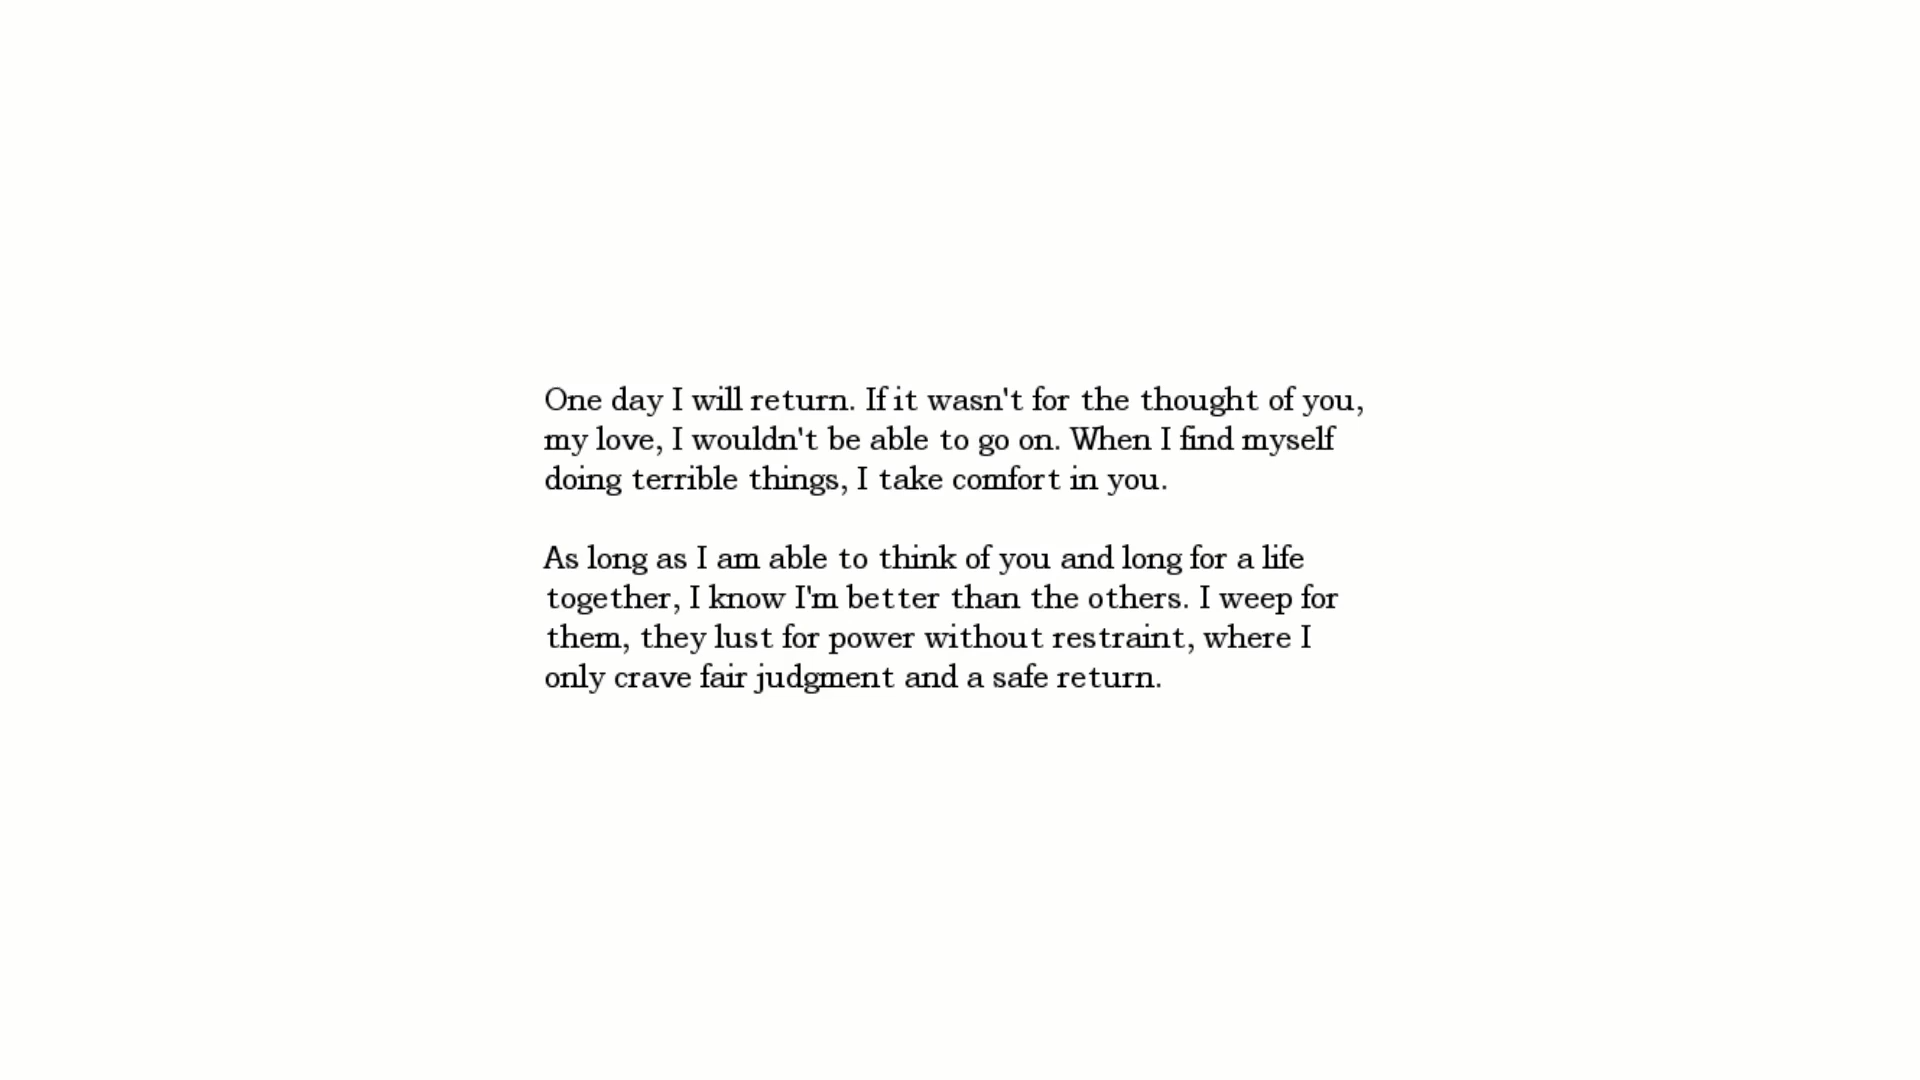 One day I will return. If it wasn't for the thought of you,
my love, I wouldn't be able to go on. When I find myself
doing terrible things, I take comfort in you.
As long as I am able to think of you and long for a life
together, I know I'm better than the others. I weep for
them, they lust for power without restraint, where I
only crave fair judgment and a safe return.